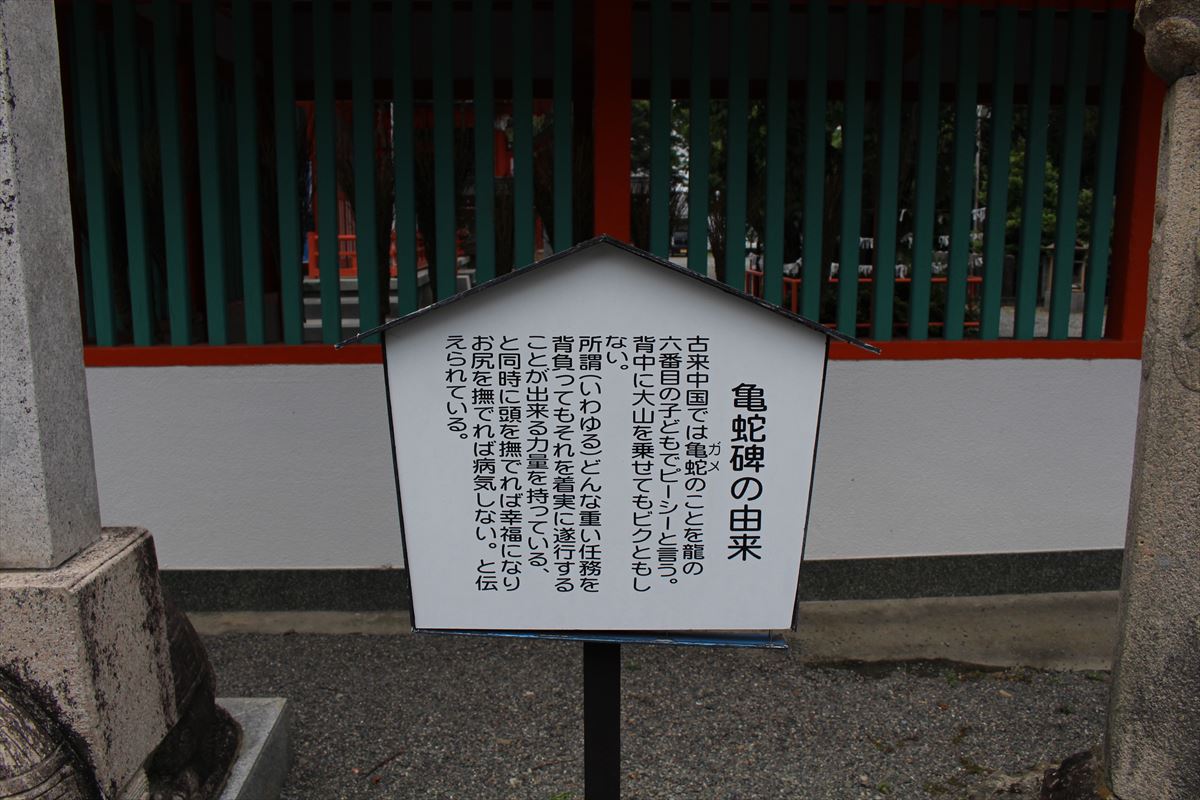 亀蛇碑の由来
古来中国では亀蛇のことを龍の
ガメ
六番目の子どもでビーシーと言う。
背中に大山を乗せてもビクともし
ない。
所謂(いわゆる)どんな重い任務を
背負ってもそれを着実に遂行する
ことが出来る力量を持っている、
と同時に頭を撫でれば幸福になり
お尻を撫でれば病気しない。と伝
えられている。